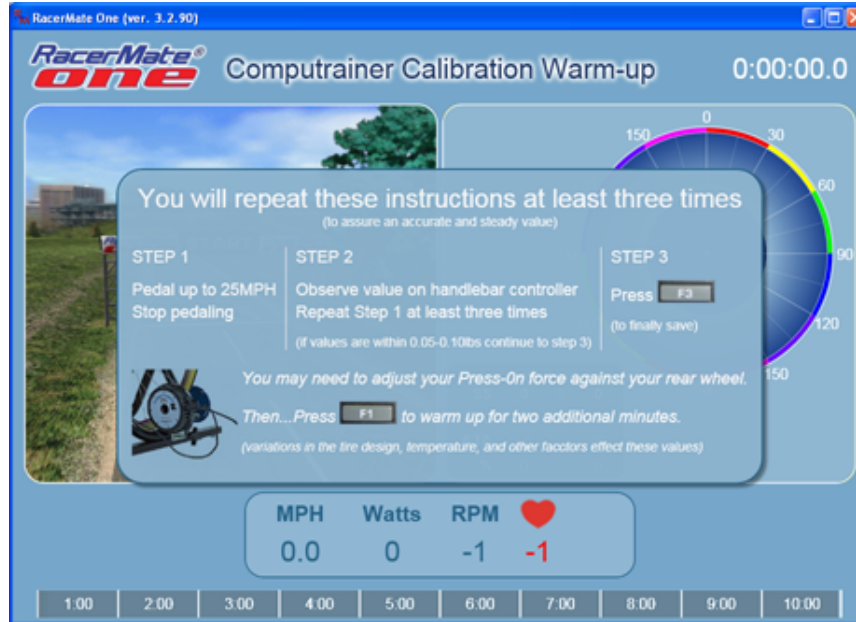 RacerMate One (ver. 3.2.90)
RacerMate®
one
Computrainer Calibration Warm-up
0:00:00.0
0
150
30
60
90
120
150
You will repeat these instructions at least three times
(to assure an accurate and steady value)
STEP 1
Pedal up to 25MPH
Stop pedaling
STEP 2
Observe value on handlebar controller
Repeat Step 1 at least three times
(if values are within 0.05-0.10lbs continue to step 3)
STEP 3
Press F3
(to finally save)
You may need to adjust your Press-On force against your rear wheel.
Then...Press F1 to warm up for two additional minutes.
(variations in the tire design, temperature, and other facctors effect these values)
MPH Watts RPM
0.0 0 -1 -1
1:00 2:00 3:00 4:00 5:00 6:00 7:00 8:00 9:00 10:00